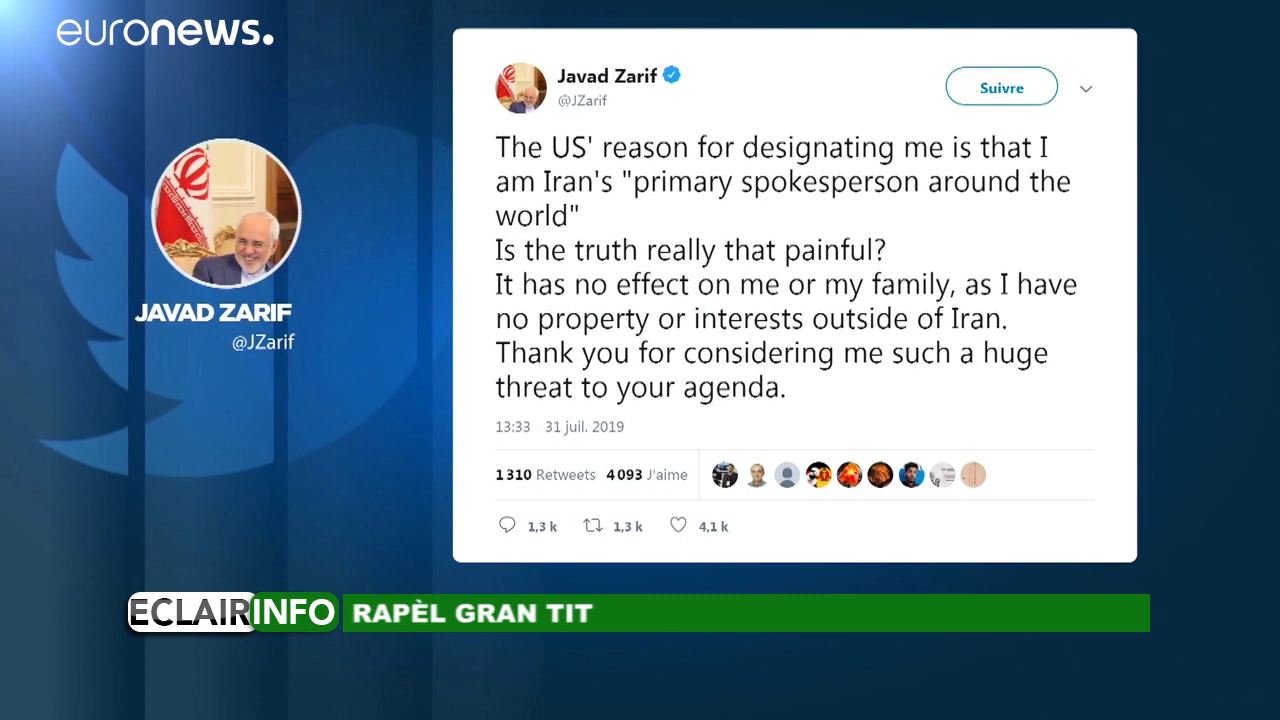 euronews.
JAVAD ZARIF
@JZarif
Javad Zarif
@JZarif
Suivre
The US' reason for designating me is that I
am Iran's "primary spokesperson around the
world"
Is the truth really that painful?
It has no effect on me or my family, as I have
no property or interests outside of Iran.
Thank you for considering me such a huge
threat to your agenda.
13:33 31 juil. 2019
1 310 Retweets 4 093 J'aime
1,3 k 1,3 k 4,1 k
ECLAIRINFO RAPÈL GRAN TIT